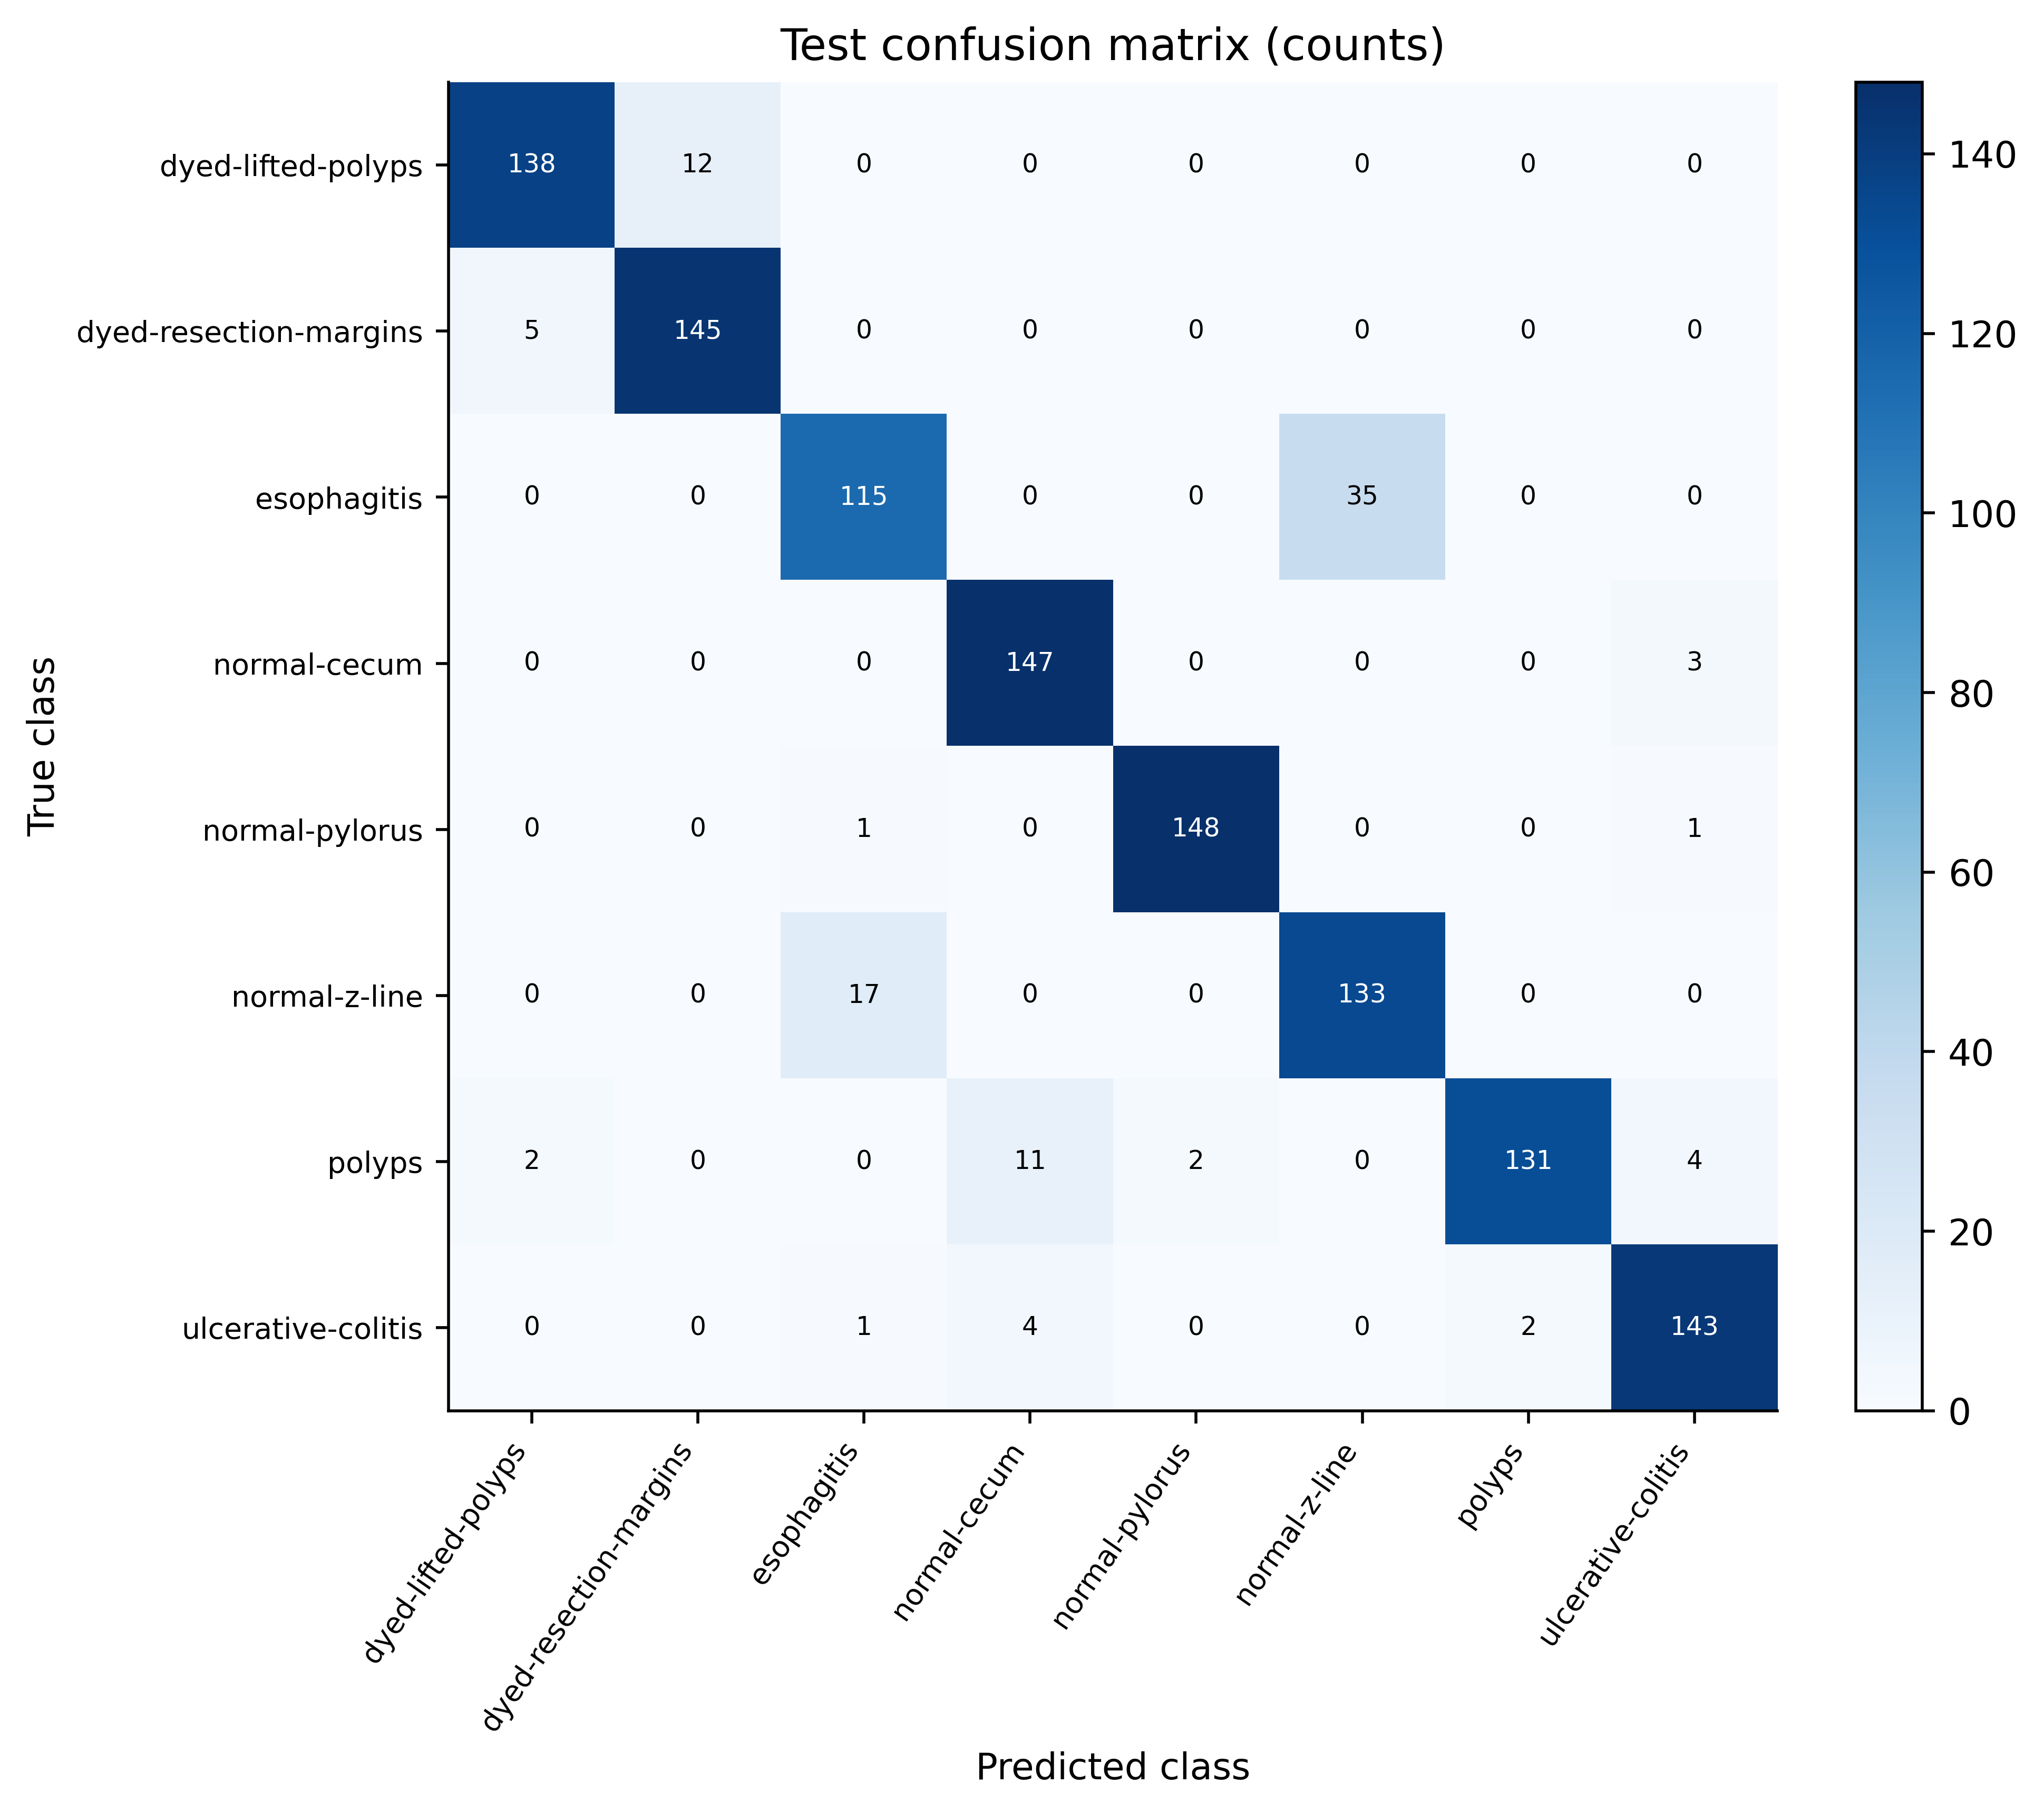 Test confusion matrix (counts)
True class
dyed-lifted-polyps 138 12 0 0 0 0 0 0
dyed-resection-margins 5 145 0 0 0 0 0 0
esophagitis 0 0 115 0 0 35 0 0
normal-cecum 0 0 0 147 0 0 0 3
normal-pylorus 0 0 1 0 148 0 0 1
normal-z-line 0 0 17 0 0 133 0 0
polyps 2 0 0 11 2 0 131 4
ulcerative-colitis 0 0 1 4 0 0 2 143
dyed-lifted-polyps
dyed-resection-margins
esophagitis
normal-cecum
normal-pylorus
normal-z-line
polyps
ulcerative-colitis
Predicted class
140
120
100
80
60
40
20
0